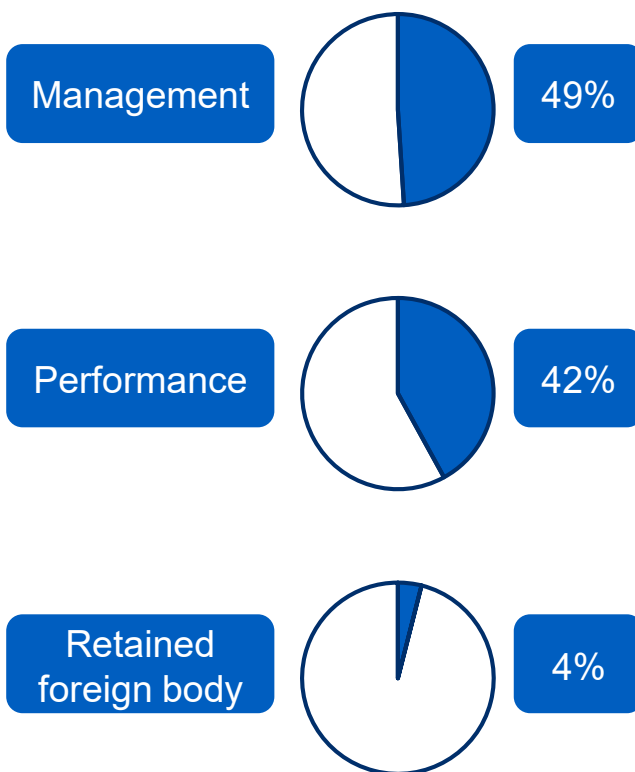 Management
49%
Performance
42%
Retained
foreign body
4%